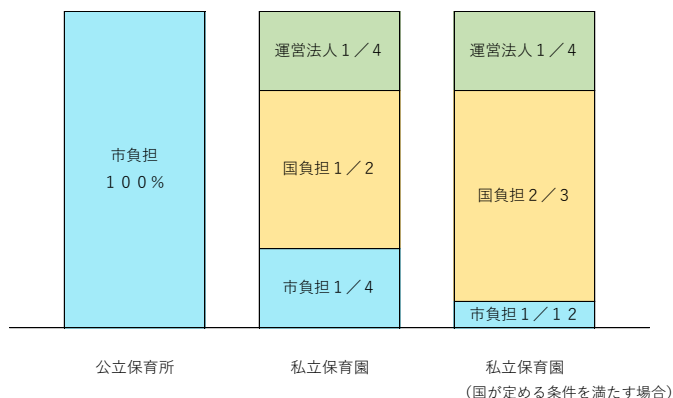 市負担
１００％
公立保育所
運営法人１／４
国負担１／２
市負担１／４
私立保育園
運営法人１／４
国負担２／３
市負担１／１２
私立保育園
（国が定める条件を満たす場合）